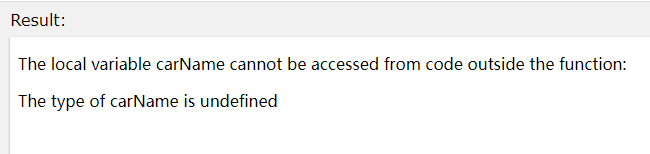 Result:
The local variable carName cannot be accessed from code outside the function:
The type of carName is undefined